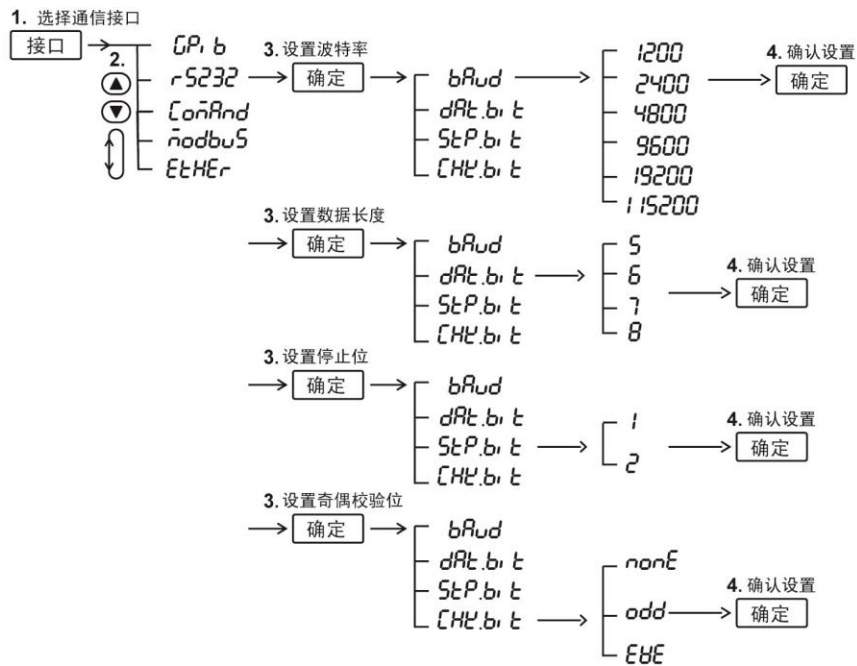 1. 选择通信接口
接口
2.
GPib
rS232
ComAnd
modbuS
EtHEr
3. 设置波特率
确定
bAud
dAt.bit
StP.bit
CHK.bit
1200
2400
4800
9600
19200
115200
4. 确认设置
确定
3. 设置数据长度
确定
bAud
dAt.bit
StP.bit
CHK.bit
5
6
7
8
4. 确认设置
确定
3. 设置停止位
确定
bAud
dAt.bit
StP.bit
CHK.bit
1
2
4. 确认设置
确定
3. 设置奇偶校验位
确定
bAud
dAt.bit
StP.bit
CHK.bit
nonE
odd
EVE
4. 确认设置
确定